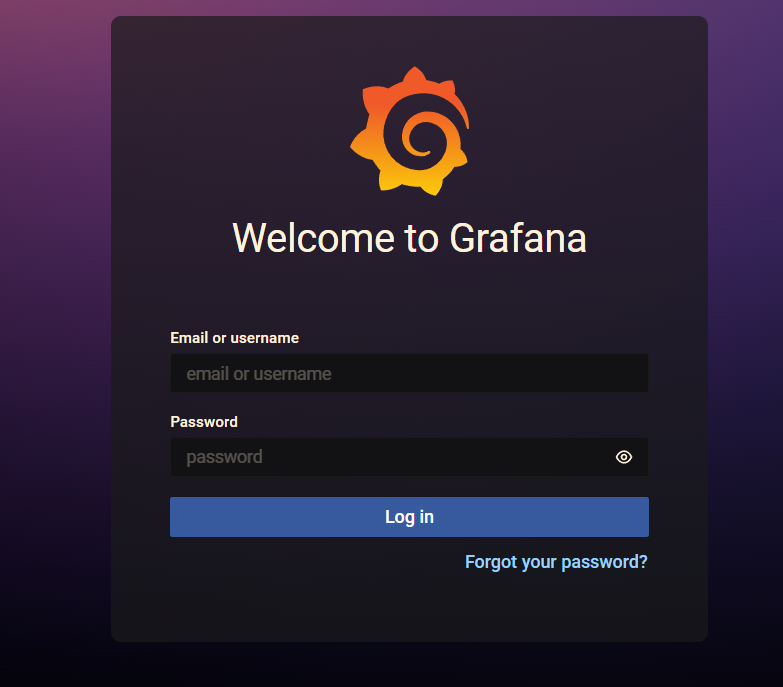 Welcome to Grafana
Email or username
email or username
Password
password
Log in
Forgot your password?